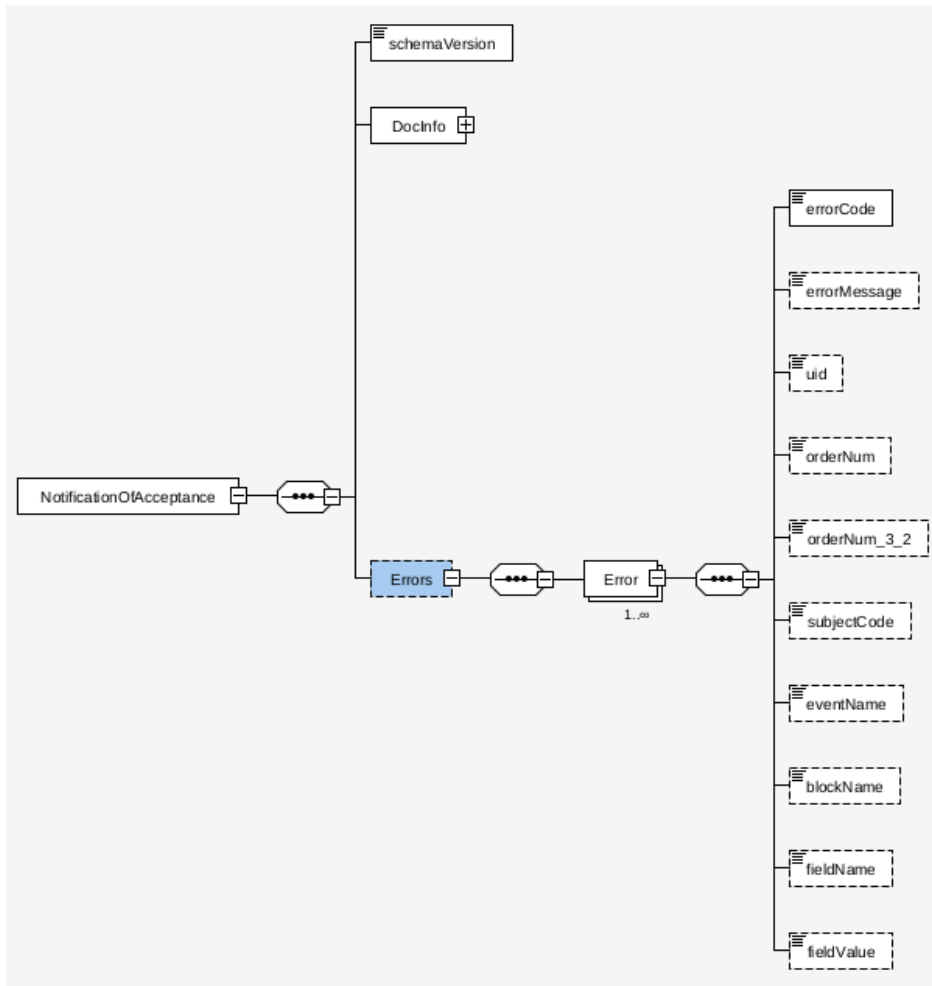 schemaVersion
DocInfo
errorCode
errorMessage
uid
orderNum
NotificationOfAcceptance
orderNum_3_2
Errors
Error
1..∞
subjectCode
eventName
blockName
fieldName
fieldValue